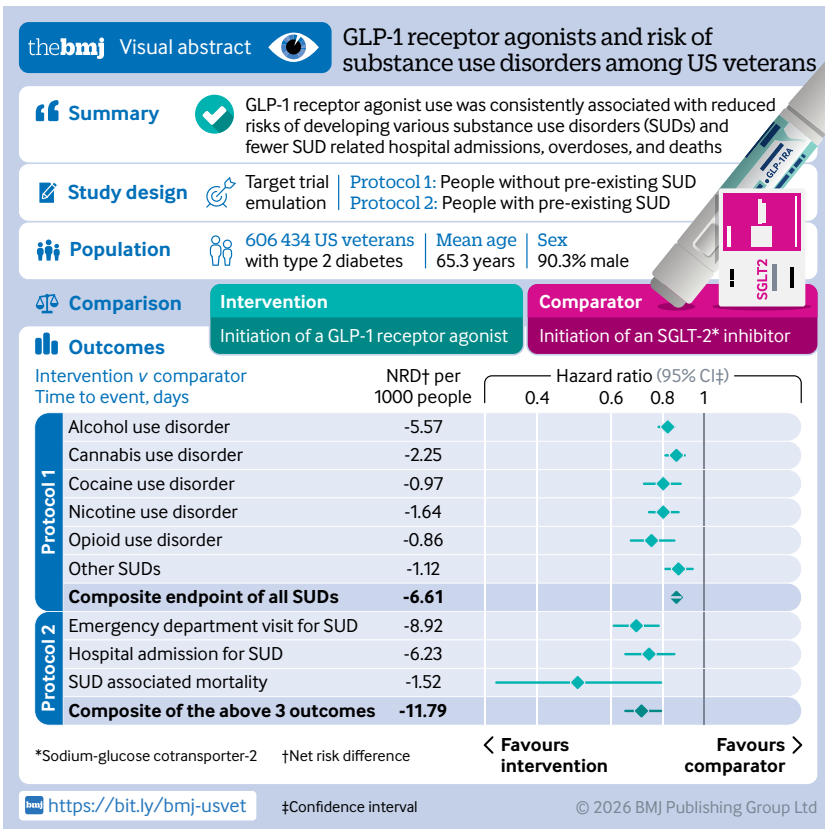 thebmj Visual abstract
GLP-1 receptor agonists and risk of
substance use disorders among US veterans
Summary
GLP-1 receptor agonist use was consistently associated with reduced
risks of developing various substance use disorders (SUDs) and
fewer SUD related hospital admissions, overdoses, and deaths
GLP-1RA
Study design
Target trial
emulation
Protocol 1: People without pre-existing SUD
Protocol 2: People with pre-existing SUD
Population
606 434 US veterans
with type 2 diabetes
Mean age
65.3 years
Sex
90.3% male
SGLT2
Comparison
Intervention
Initiation of a GLP-1 receptor agonist
Comparator
Initiation of an SGLT-2* inhibitor
Outcomes
Intervention v comparator
Time to event, days
NRD† per
1000 people
Hazard ratio (95% CI‡)
0.4 0.6 0.8 1
Protocol 1
Alcohol use disorder -5.57
Cannabis use disorder -2.25
Cocaine use disorder -0.97
Nicotine use disorder -1.64
Opioid use disorder -0.86
Other SUDs -1.12
Composite endpoint of all SUDs -6.61
Protocol 2
Emergency department visit for SUD -8.92
Hospital admission for SUD -6.23
SUD associated mortality -1.52
Composite of the above 3 outcomes -11.79
< Favours
intervention
Favours >
comparator
*Sodium-glucose cotransporter-2 †Net risk difference
bmj https://bit.ly/bmj-usvet ‡Confidence interval © 2026 BMJ Publishing Group Ltd